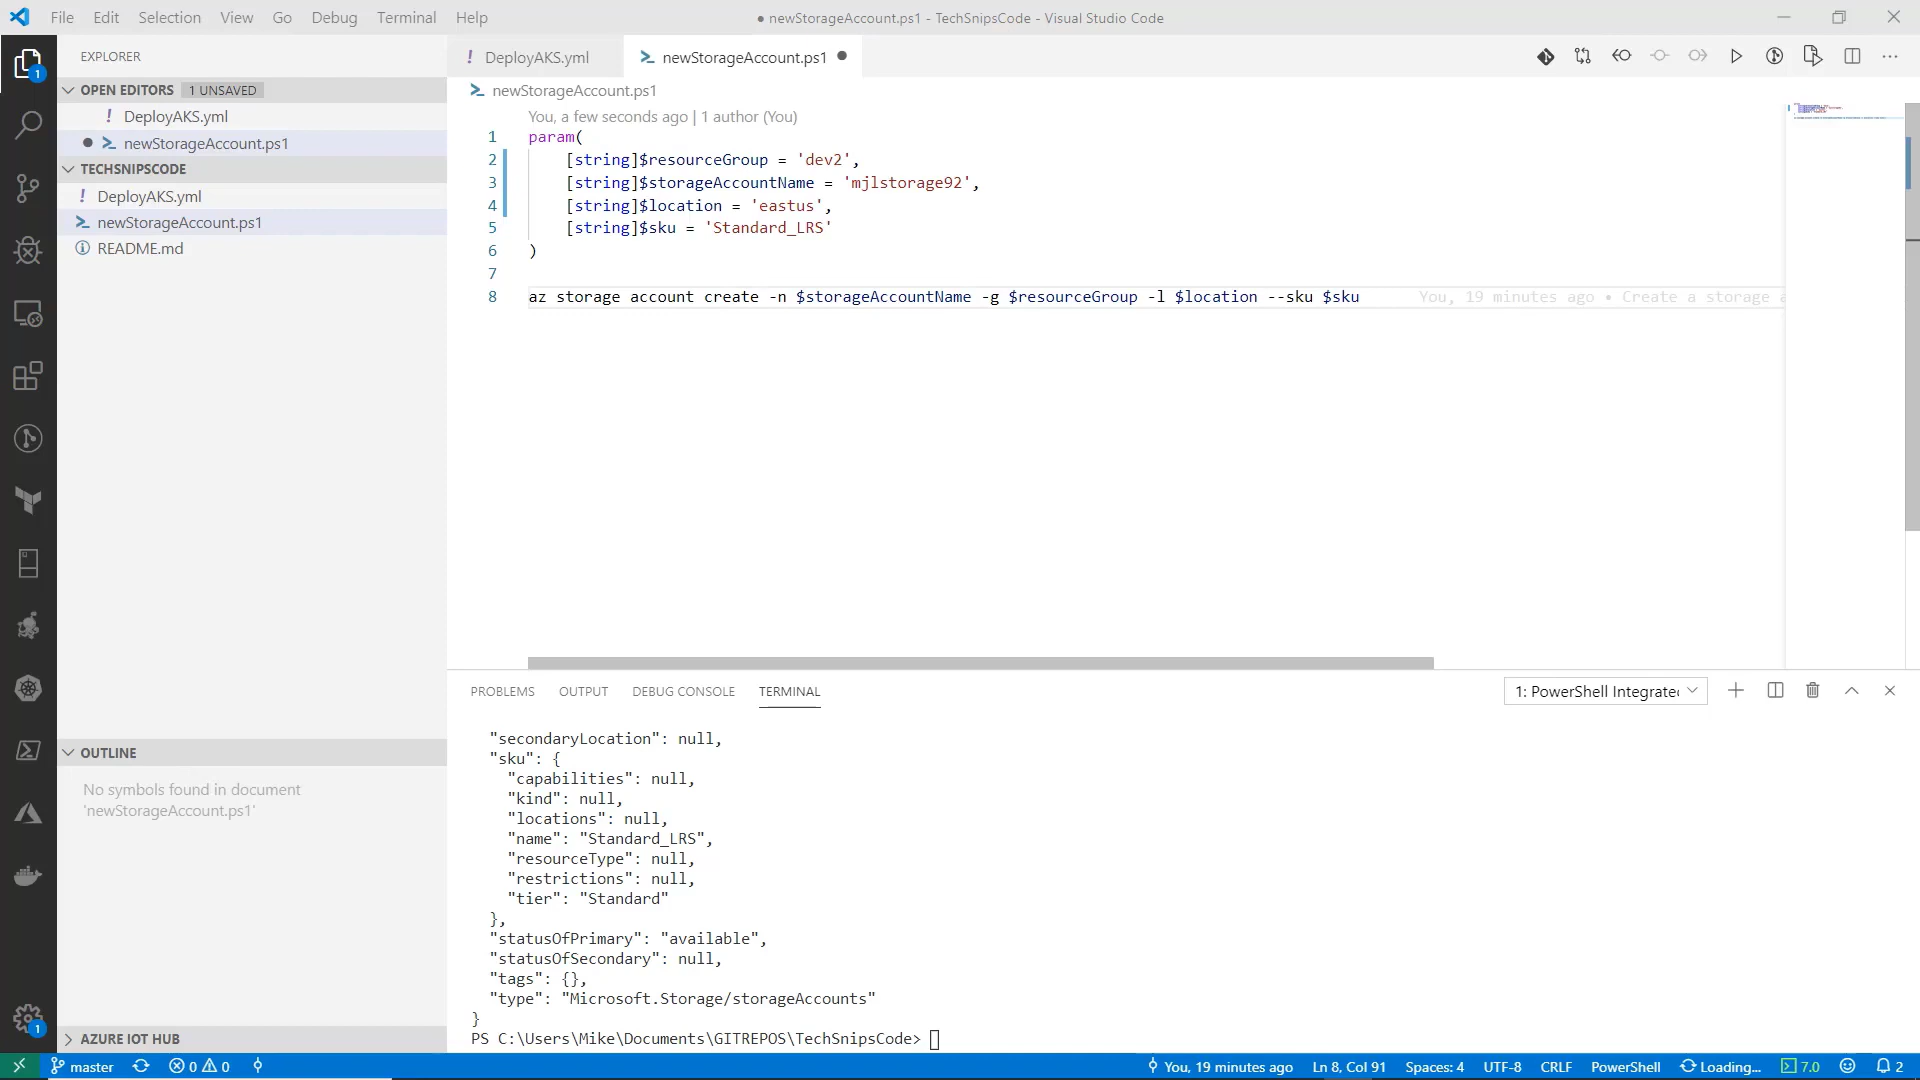 File Edit Selection View Go Debug Terminal Help
● newStorageAccount.ps1 - TechSnipsCode - Visual Studio Code
EXPLORER
OPEN EDITORS 1 UNSAVED
! DeployAKS.yml
● newStorageAccount.ps1
TECHSNIPSCODE
! DeployAKS.yml
newStorageAccount.ps1
README.md
OUTLINE
No symbols found in document
'newStorageAccount.ps1'
AZURE IOT HUB
! DeployAKS.yml
newStorageAccount.ps1 ●
newStorageAccount.ps1
You, a few seconds ago | 1 author (You)
1 param(
2 [string]$resourceGroup = 'dev2',
3 [string]$storageAccountName = 'mjlstorage92',
4 [string]$location = 'eastus',
5 [string]$sku = 'Standard_LRS'
6 )
7
8 az storage account create -n $storageAccountName -g $resourceGroup -l $location --sku $sku You, 19 minutes ago • Create a storage a
PROBLEMS OUTPUT DEBUG CONSOLE TERMINAL
1: PowerShell Integrate
"secondaryLocation": null,
"sku": {
"capabilities": null,
"kind": null,
"locations": null,
"name": "Standard_LRS",
"resourceType": null,
"restrictions": null,
"tier": "Standard"
},
"statusOfPrimary": "available",
"statusOfSecondary": null,
"tags": {},
"type": "Microsoft.Storage/storageAccounts"
}
PS C:\Users\Mike\Documents\GITREPOS\TechSnipsCode>
1
1
master 0 0 You, 19 minutes ago Ln 8, Col 91 Spaces: 4 UTF-8 CRLF PowerShell Loading... 7.0 2